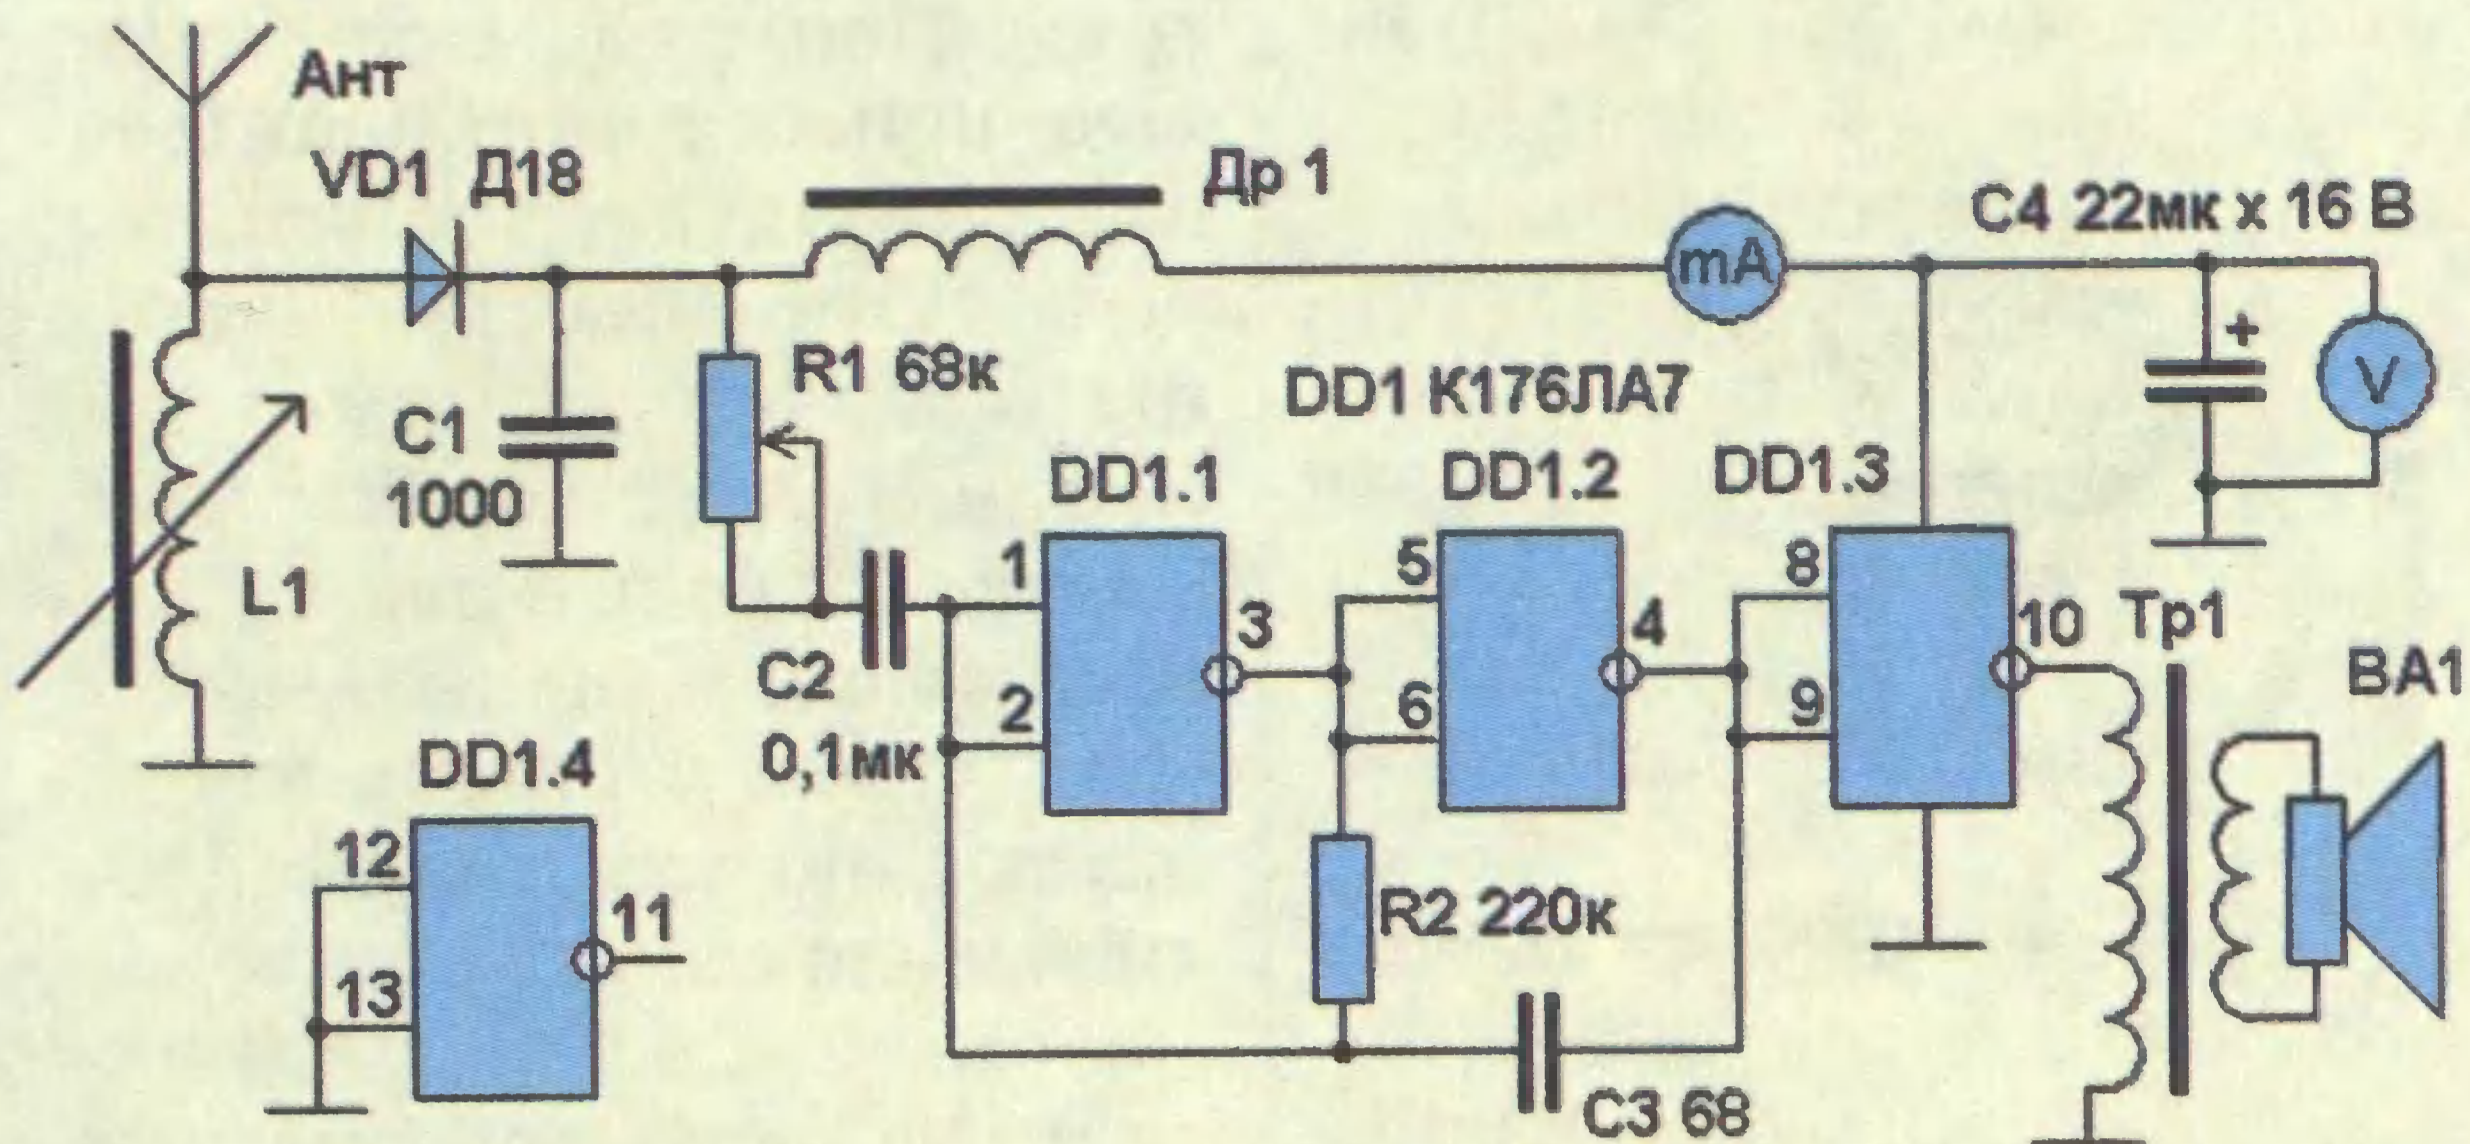 Ант
VD1 Д18
Др 1
C4 22мк x 16 В
mA
+
V
R1 68к
C1
1000
DD1 К176ЛА7
DD1.1
DD1.2
DD1.3
L1
1
2
3
5
6
4
8
9
10
Тр1
BA1
C2
0,1мк
DD1.4
12
13
11
R2 220к
C3 68